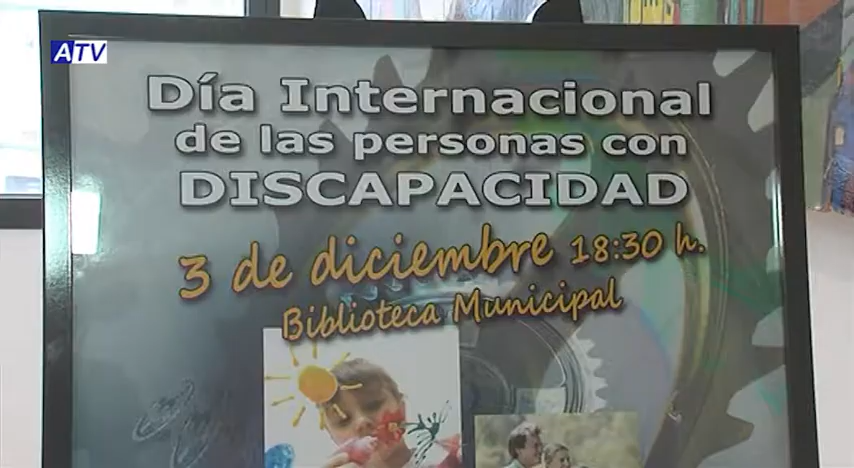 ATV
Día Internacional
de las personas con
DISCAPACIDAD
3 de diciembre 18:30 h.
Biblioteca Municipal